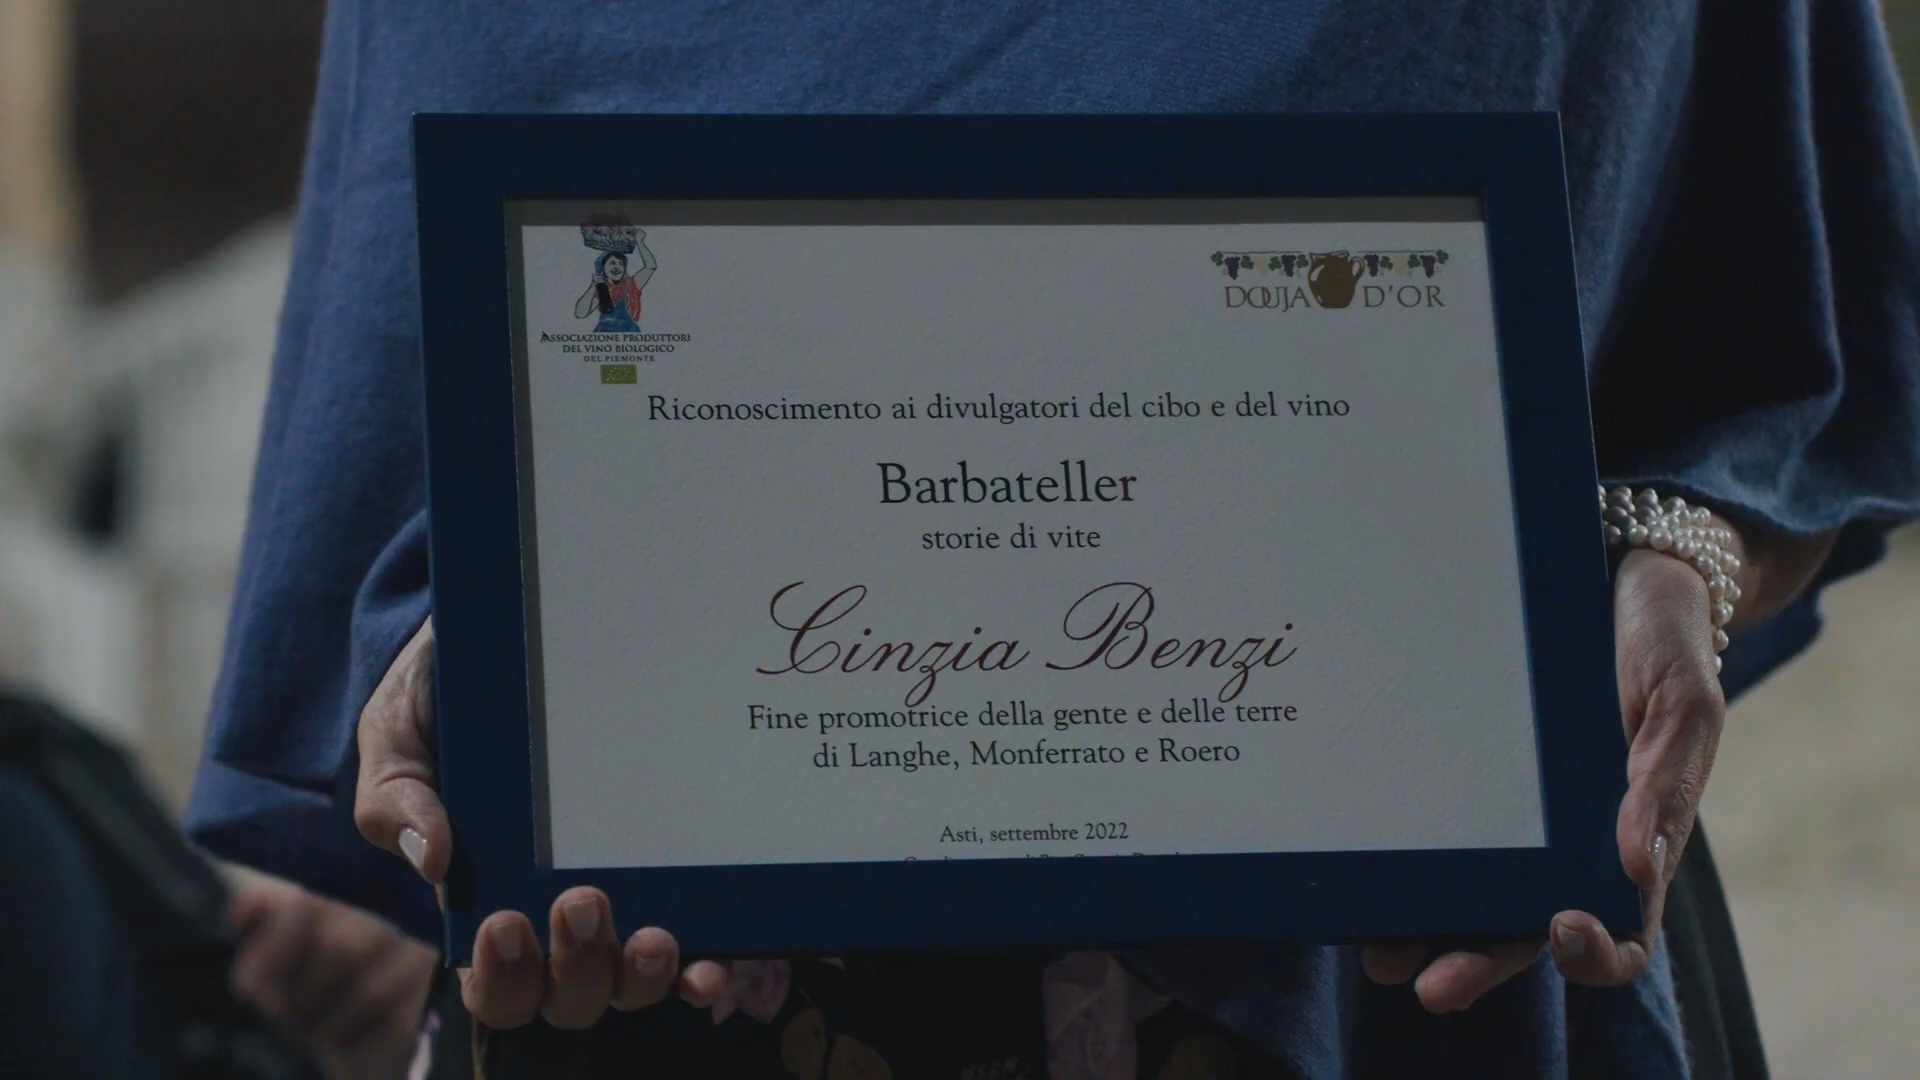 ASSOCIAZIONE PRODUTTORI
DEL VINO BIOLOGICO
DEL PIEMONTE
DOUJA D'OR
Riconoscimento ai divulgatori del cibo e del vino
Barbateller
storie di vite
Cinzia Benzi
Fine promotrice della gente e delle terre
di Langhe, Monferrato e Roero
Asti, settembre 2022